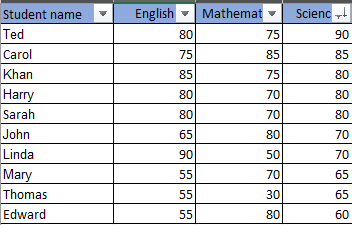 Student name English Mathemat Scienc
Ted 80 75 90
Carol 75 85 85
Khan 85 75 80
Harry 80 70 80
Sarah 80 70 80
John 65 80 70
Linda 90 50 70
Mary 55 70 65
Thomas 55 30 65
Edward 55 80 60